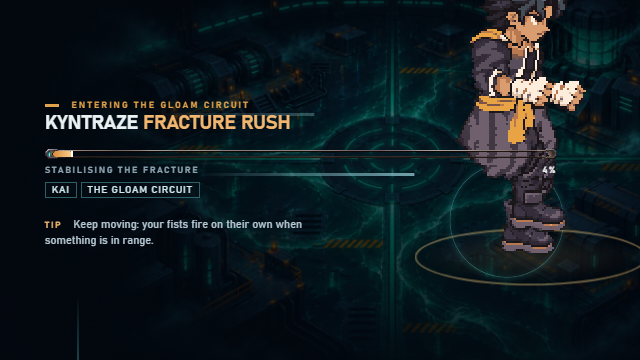 ENTERING THE GLOAM CIRCUIT
KYNTRAZE FRACTURE RUSH
4%
STABILISING THE FRACTURE
KAI THE GLOAM CIRCUIT
TIP Keep moving: your fists fire on their own when
something is in range.